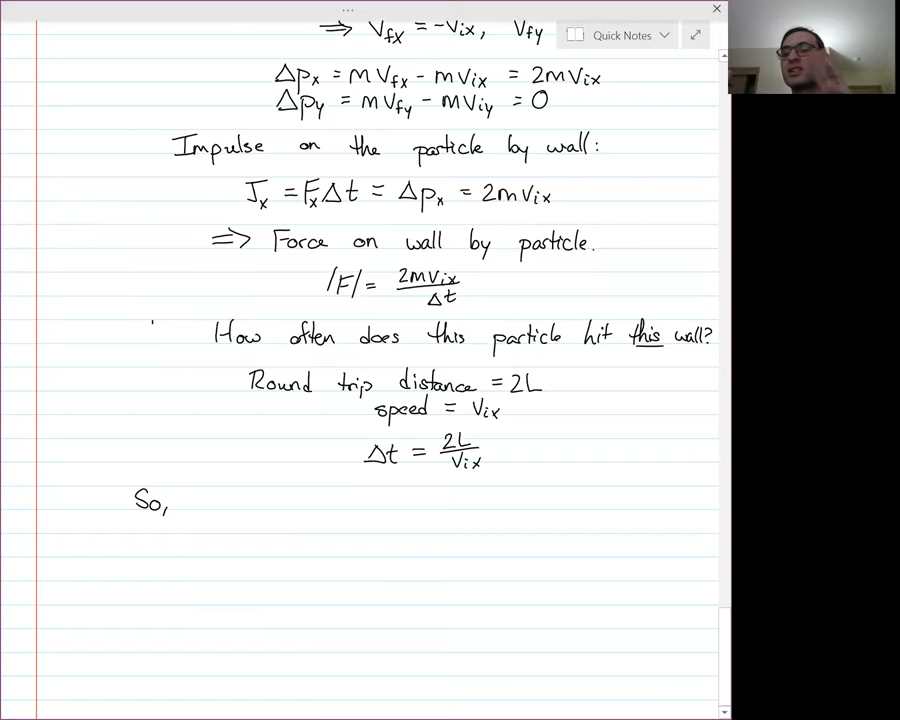 ⇒ Vfx = -Vix, Vfy
Quick Notes
Δpx = mVfx - mVix = 2mVix
Δpy = mVfy - mViy = 0
Impulse on the particle by wall:
Jx = FxΔt = Δpx = 2mVix
⇒ Force on wall by particle.
|F| = 2mVix / Δt
How often does this particle hit this wall?
Round trip distance = 2L
speed = Vix
Δt = 2L / Vix
So,